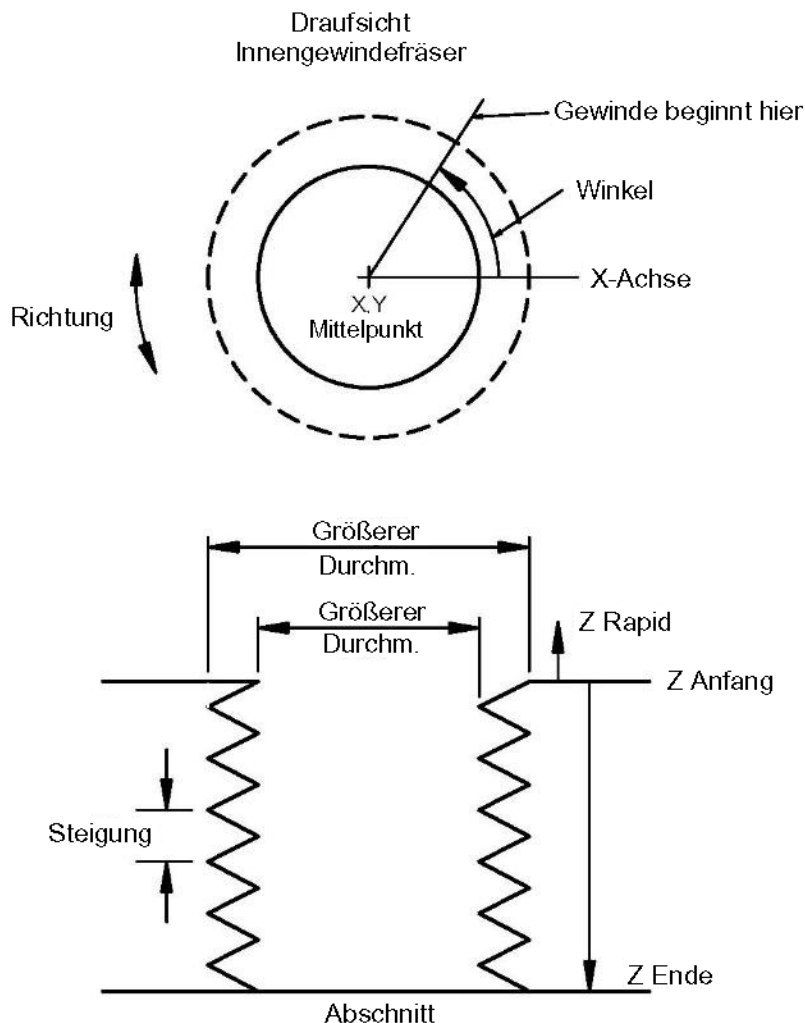 Draufsicht
Innengewindefräser
Gewinde beginnt hier
Winkel
X-Achse
X,Y
Mittelpunkt
Richtung
Größerer
Durchm.
Größerer
Durchm.
Z Rapid
Z Anfang
Steigung
Z Ende
Abschnitt